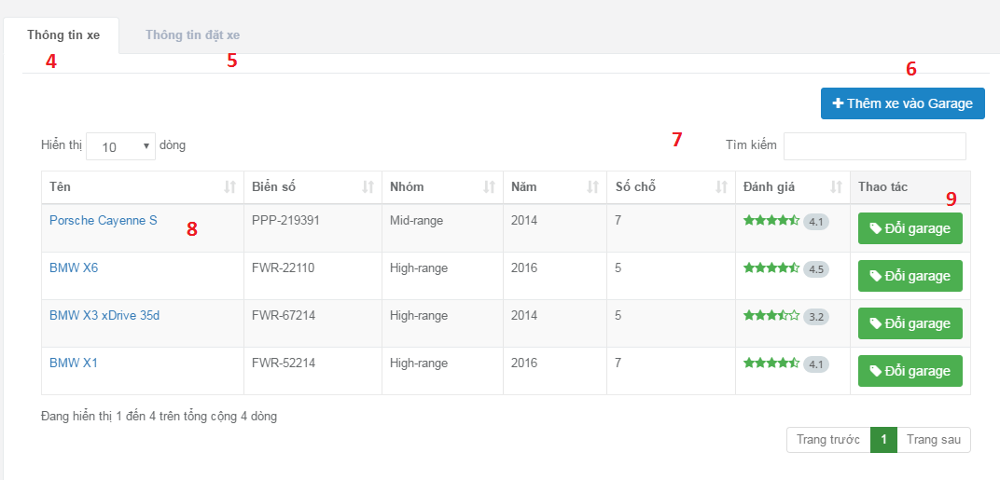 Thông tin xe Thông tin đặt xe
4 5
6
Thêm xe vào Garage
Hiển thị 10 dòng 7 Tìm kiếm
Tên Biển số Nhóm Năm Số chỗ Đánh giá Thao tác
9
Porsche Cayenne S 8 PPP-219391 Mid-range 2014 7 4.1 Đổi garage
BMW X6 FWR-22110 High-range 2016 5 4.5 Đổi garage
BMW X3 xDrive 35d FWR-67214 High-range 2014 5 3.2 Đổi garage
BMW X1 FWR-52214 High-range 2016 7 4.1 Đổi garage
Đang hiển thị 1 đến 4 trên tổng cộng 4 dòng
Trang trước 1 Trang sau